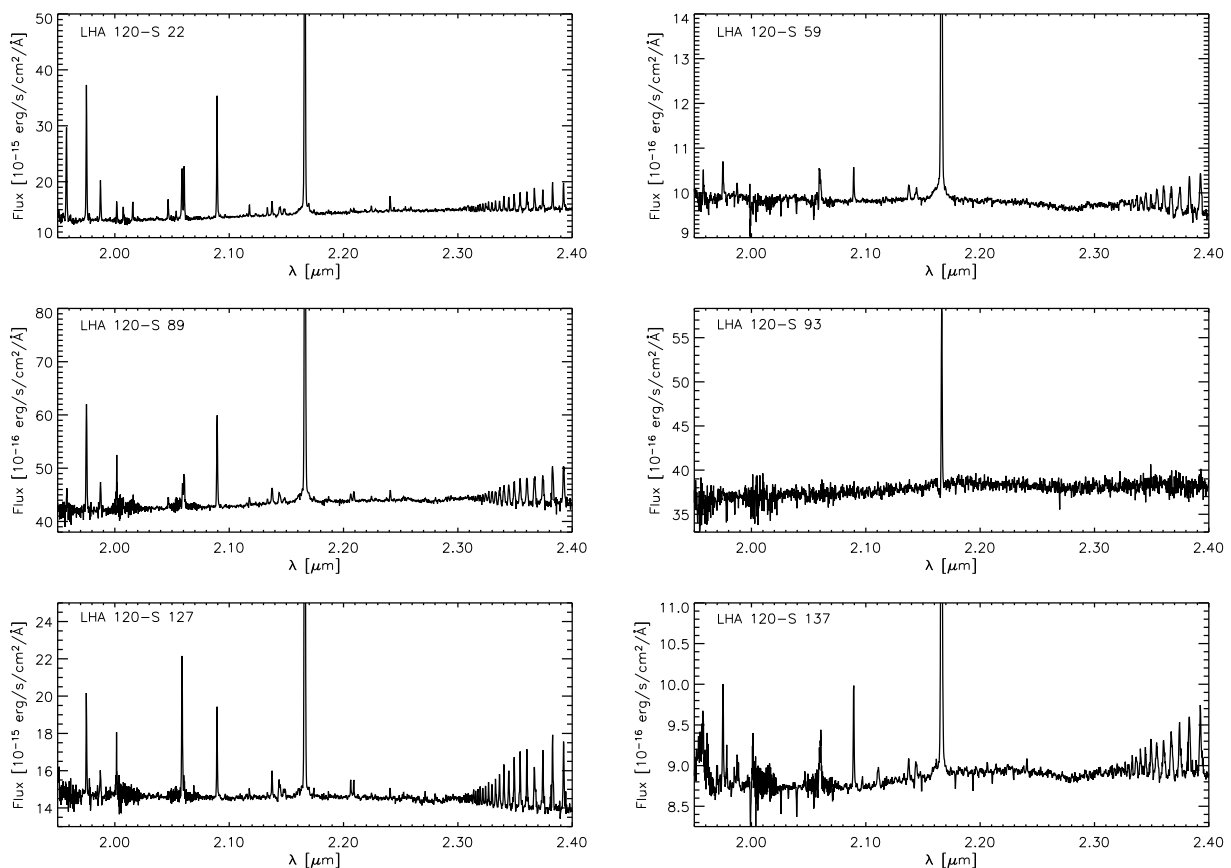 LHA 120-S 22
Flux [10⁻¹⁵ erg/s/cm²/Å]
50
40
30
20
10
2.00 2.10 2.20 2.30 2.40
λ [μm]
LHA 120-S 59
Flux [10⁻¹⁶ erg/s/cm²/Å]
14
13
12
11
10
9
2.00 2.10 2.20 2.30 2.40
λ [μm]
LHA 120-S 89
Flux [10⁻¹⁶ erg/s/cm²/Å]
80
70
60
50
40
2.00 2.10 2.20 2.30 2.40
λ [μm]
LHA 120-S 93
Flux [10⁻¹⁶ erg/s/cm²/Å]
55
50
45
40
35
2.00 2.10 2.20 2.30 2.40
λ [μm]
LHA 120-S 127
Flux [10⁻¹⁵ erg/s/cm²/Å]
24
22
20
18
16
14
2.00 2.10 2.20 2.30 2.40
λ [μm]
LHA 120-S 137
Flux [10⁻¹⁶ erg/s/cm²/Å]
11.0
10.5
10.0
9.5
9.0
8.5
2.00 2.10 2.20 2.30 2.40
λ [μm]